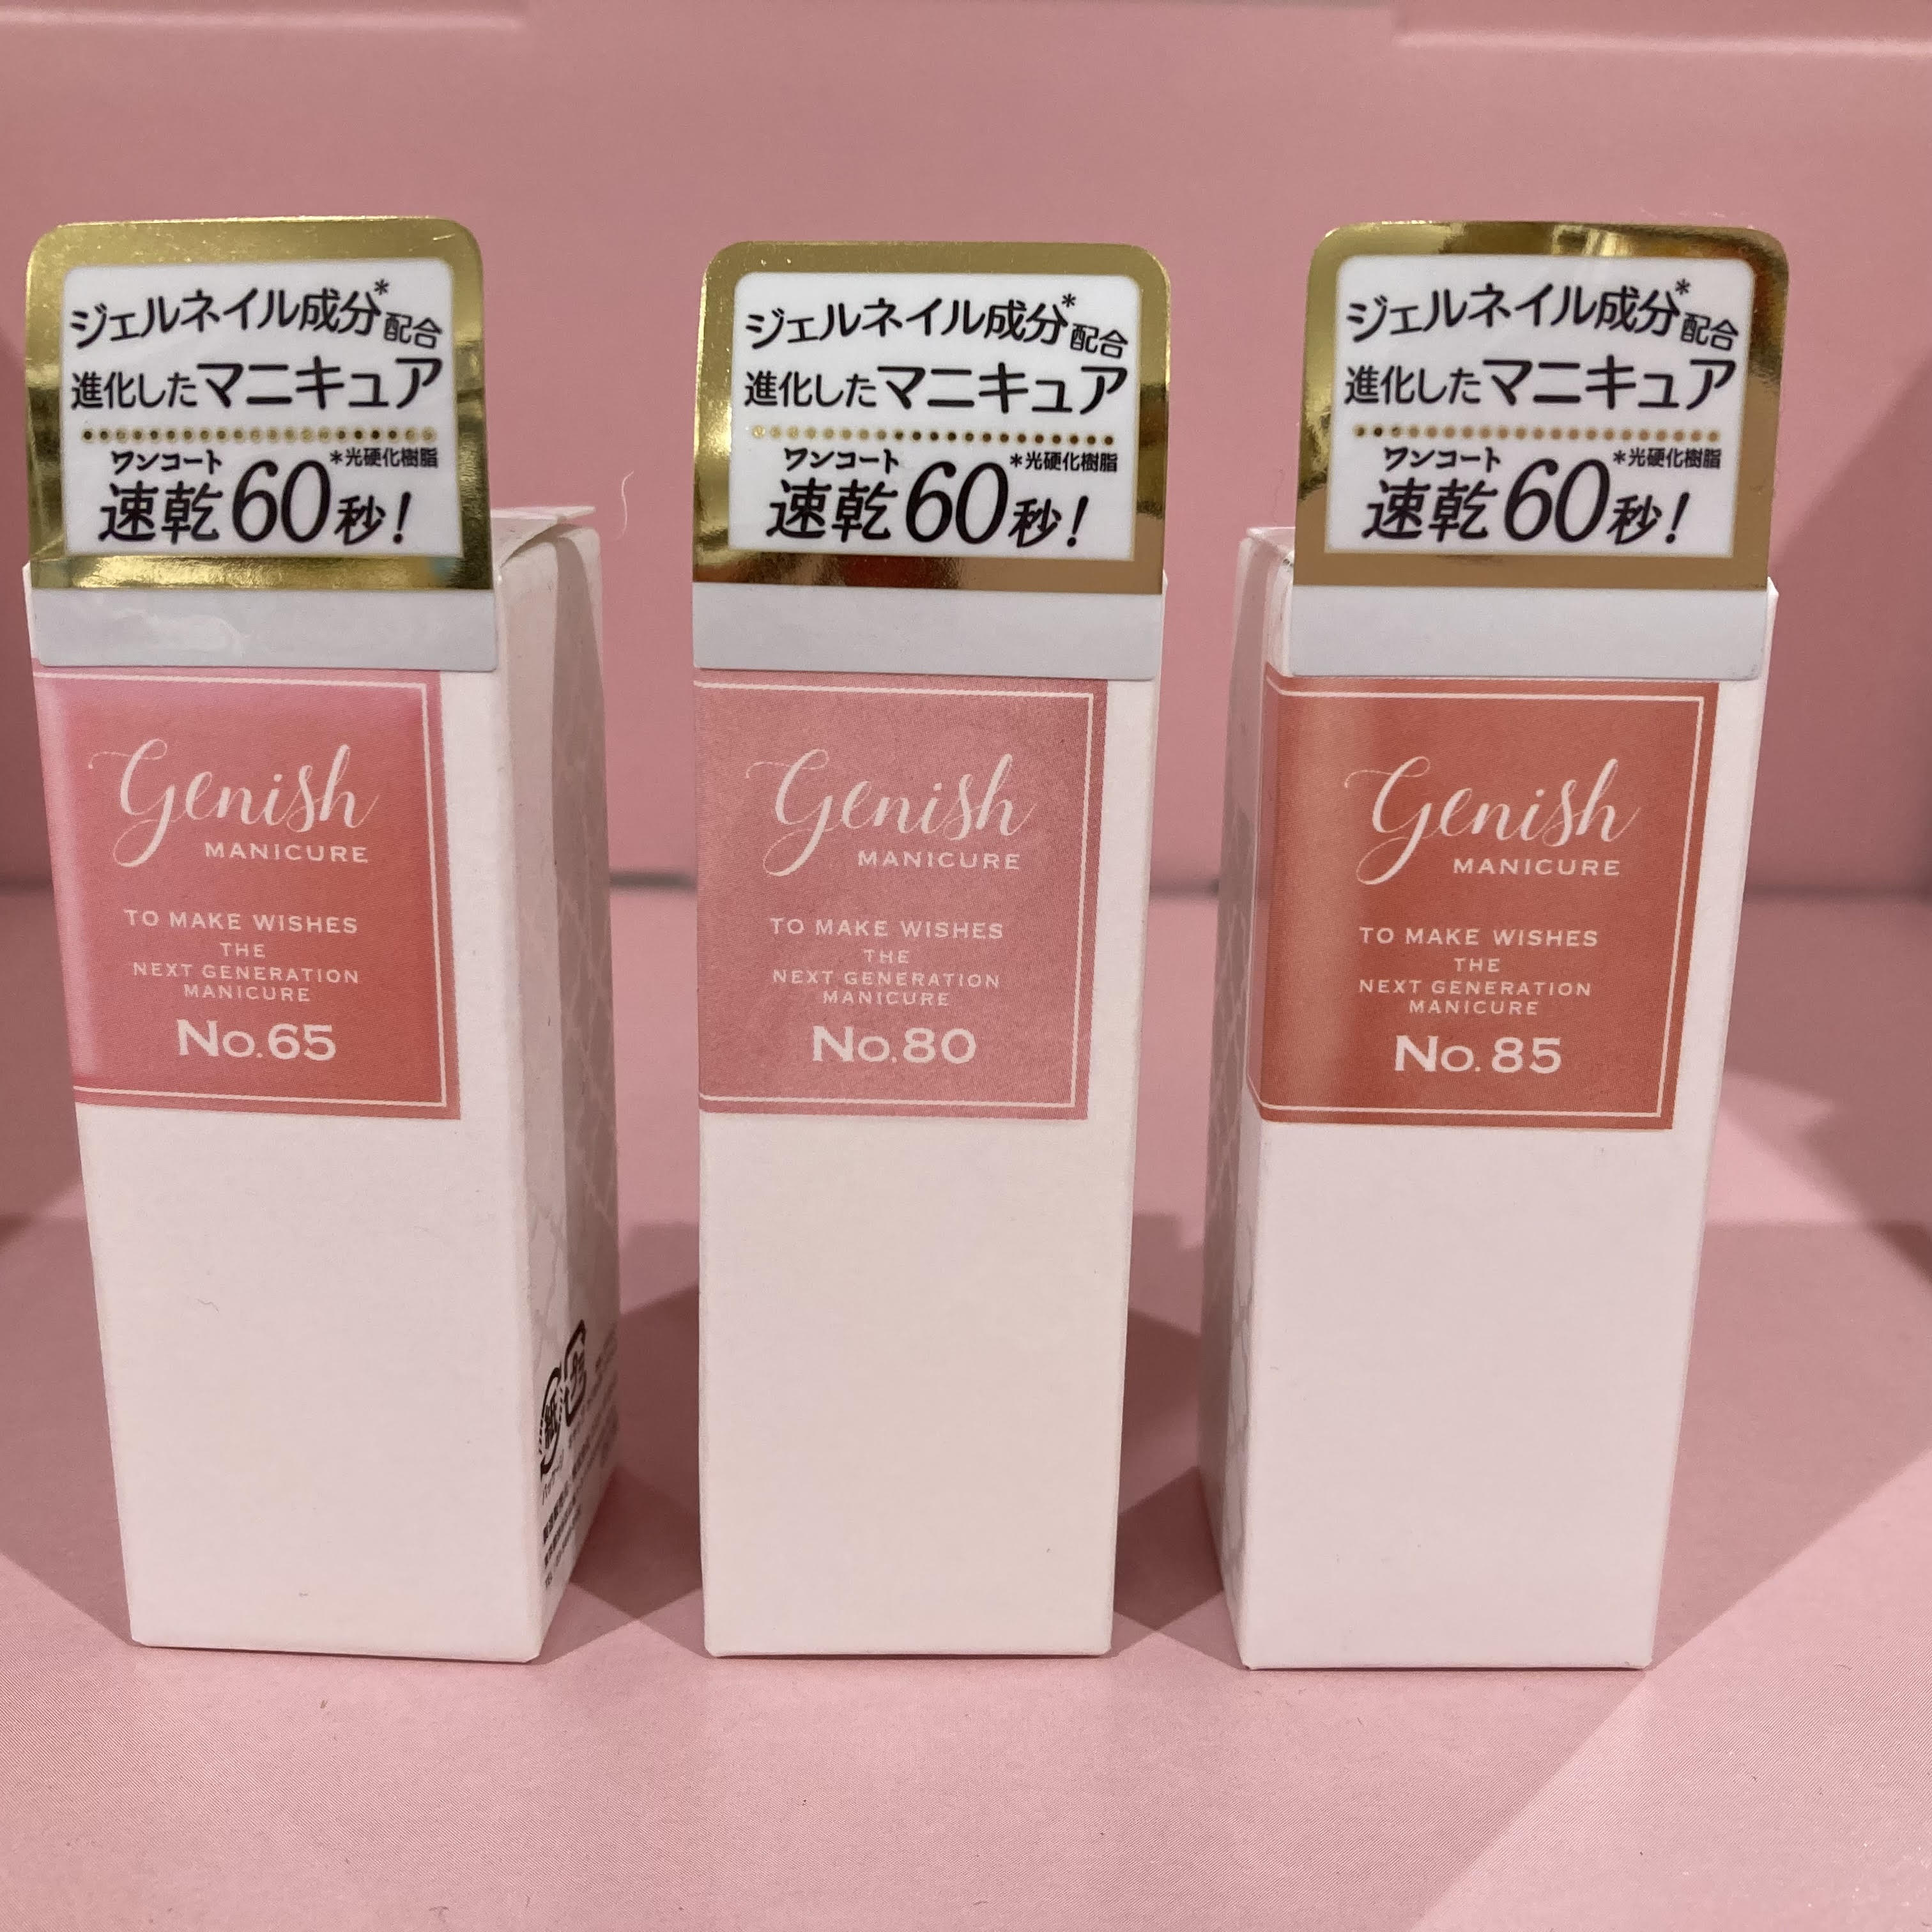 ジェルネイル成分*配合
進化したマニキュア
ワンコート
*光硬化樹脂
速乾60秒!
Genish
MANICURE
TO MAKE WISHES
THE
NEXT GENERATION
MANICURE
No.65
紙
ジェルネイル成分*配合
進化したマニキュア
ワンコート
*光硬化樹脂
速乾60秒!
Genish
MANICURE
TO MAKE WISHES
THE
NEXT GENERATION
MANICURE
No.80
ジェルネイル成分*配合
進化したマニキュア
ワンコート
*光硬化樹脂
速乾60秒!
Genish
MANICURE
TO MAKE WISHES
THE
NEXT GENERATION
MANICURE
No.85